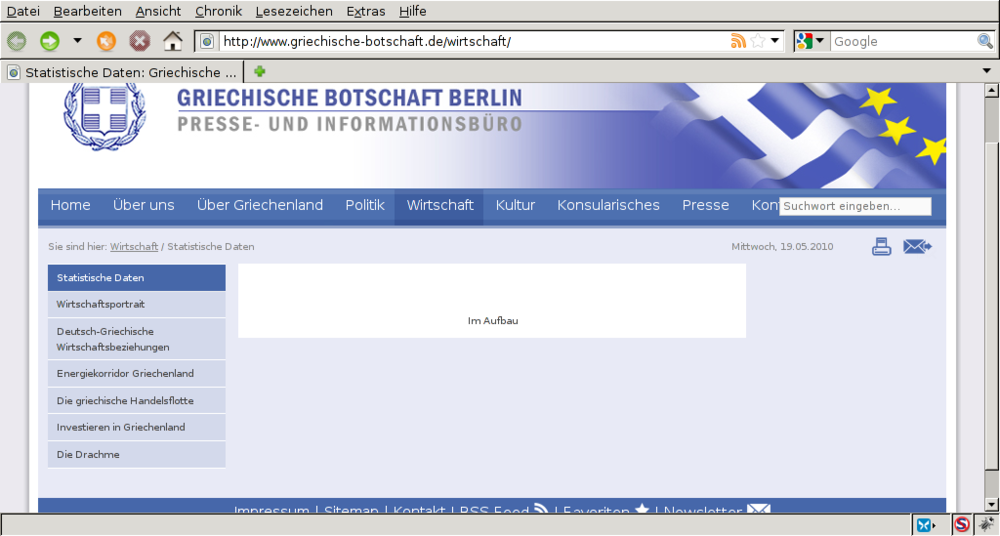 Datei Bearbeiten Ansicht Chronik Lesezeichen Extras Hilfe
http://www.griechische-botschaft.de/wirtschaft/
Google
Statistische Daten: Griechische ...
GRIECHISCHE BOTSCHAFT BERLIN
PRESSE- UND INFORMATIONSBÜRO
Home Über uns Über Griechenland Politik Wirtschaft Kultur Konsularisches Presse Kon
Suchwort eingeben...
Sie sind hier: Wirtschaft / Statistische Daten
Mittwoch, 19.05.2010
Statistische Daten
Wirtschaftsportrait
Deutsch-Griechische
Wirtschaftsbeziehungen
Energiekorridor Griechenland
Die griechische Handelsflotte
Investieren in Griechenland
Die Drachme
Im Aufbau
Impressum | Sitemap | Kontakt | RSS Feed | Favoriten | Newsletter